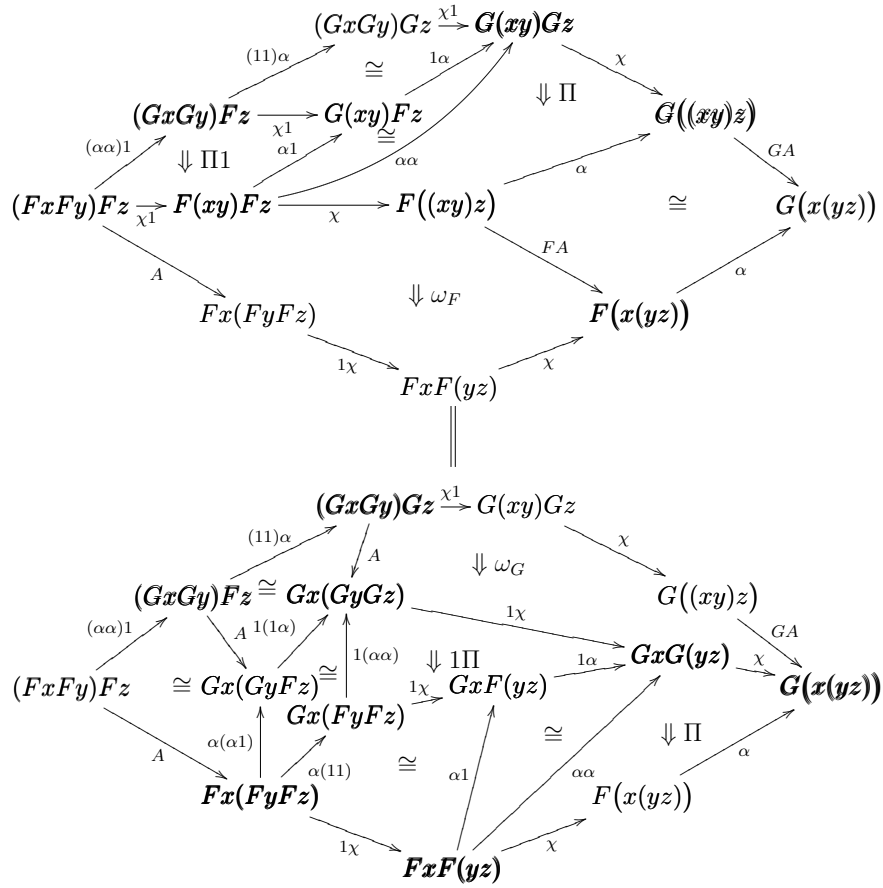 (GxGy)Gz χ1 G(xy)Gz
(11)α ≅ 1α ⇓ Π χ
(GxGy)Fz χ1 G(xy)Fz G((xy)z)
(αα)1 ⇓ Π1 α1 ≅ αα α GA
(FxFy)Fz χ1 F(xy)Fz χ F((xy)z) ≅ G(x(yz))
A FA α
Fx(FyFz) ⇓ ω_F F(x(yz))
1χ χ
FxF(yz)
(GxGy)Gz χ1 G(xy)Gz
(11)α A ⇓ ω_G χ
(GxGy)Fz ≅ Gx(GyGz) 1χ G((xy)z)
(αα)1 A 1(1α) 1(αα) GA
≅ ⇓ 1Π 1α GxG(yz) χ
(FxFy)Fz ≅ Gx(GyFz) 1χ GxF(yz) G(x(yz))
Gx(FyFz)
A α(α1) α(11) ≅ α1 ≅ αα ⇓ Π α
Fx(FyFz) F(x(yz))
1χ χ
FxF(yz)